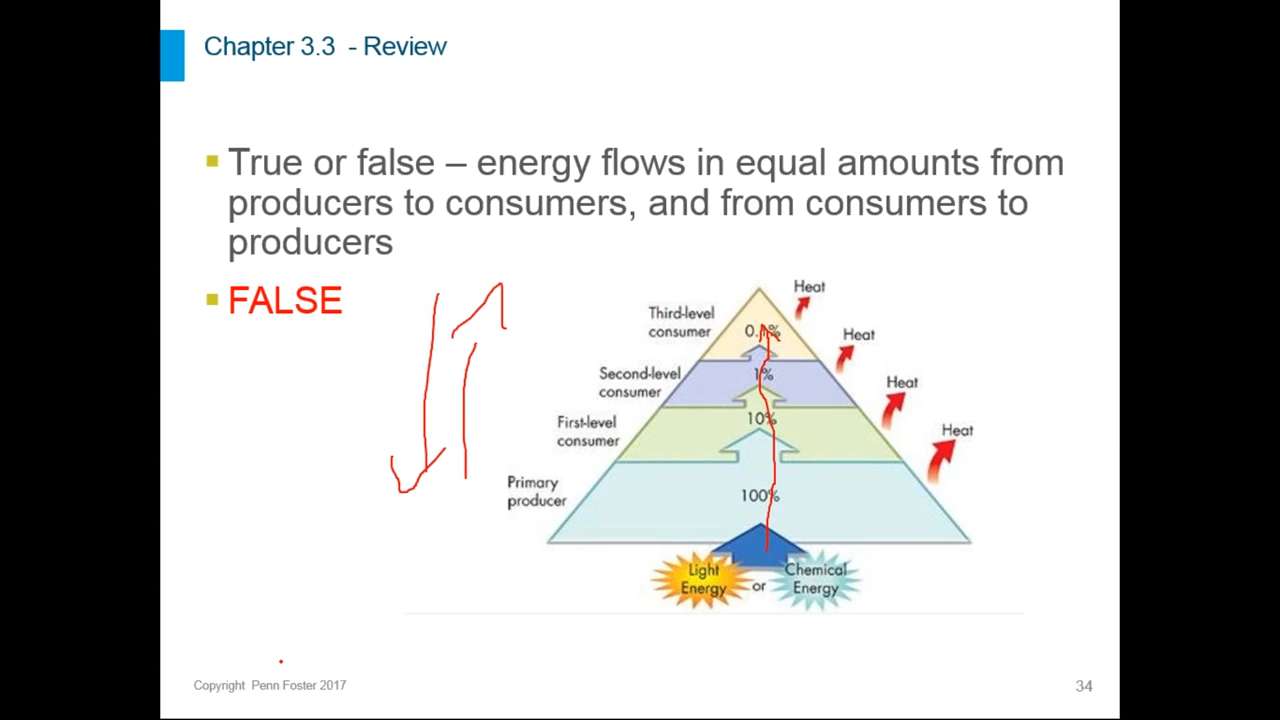 Chapter 3.3 - Review
True or false – energy flows in equal amounts from
producers to consumers, and from consumers to
producers
FALSE
Heat
Third-level
consumer
0.1%
Heat
Second-level
consumer
1%
Heat
First-level
consumer
10%
Heat
Primary
producer
100%
Light
Energy
or
Chemical
Energy
Copyright Penn Foster 2017
34